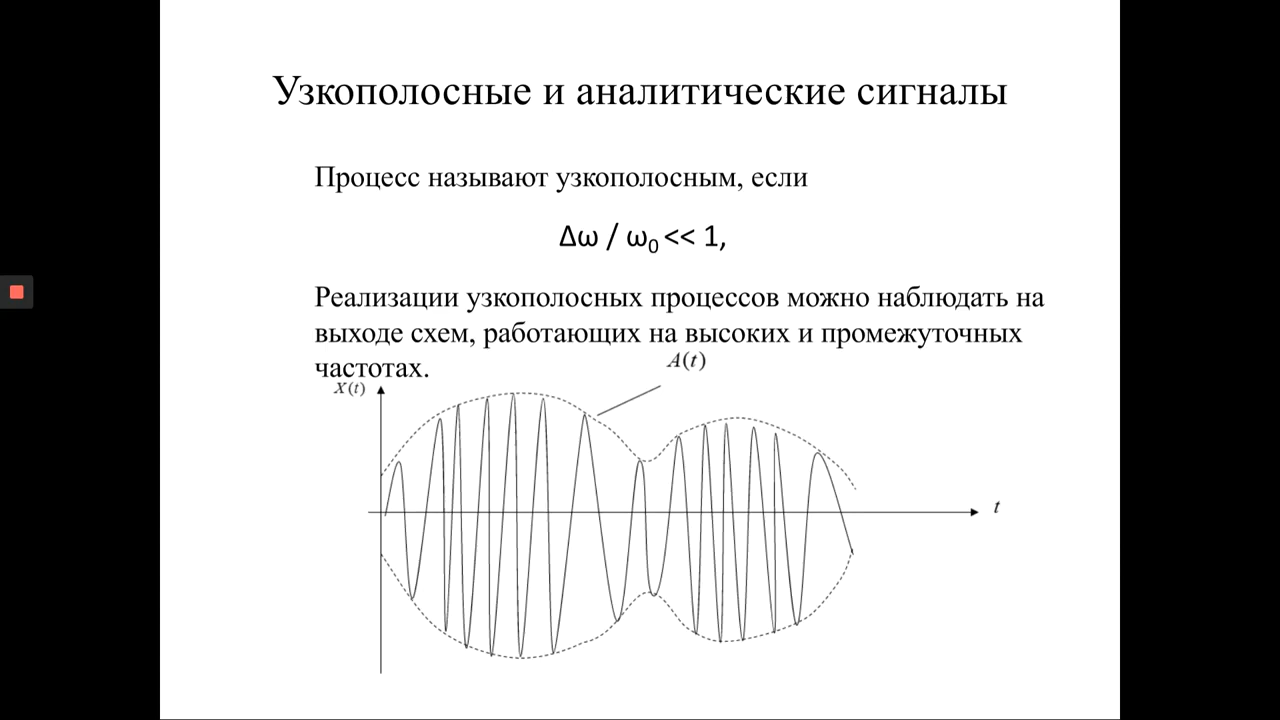 Узкополосные и аналитические сигналы
Процесс называют узкополосным, если
Δω / ω₀ << 1,
Реализации узкополосных процессов можно наблюдать на
выходе схем, работающих на высоких и промежуточных
частотах.
A(t)
X(t)
t